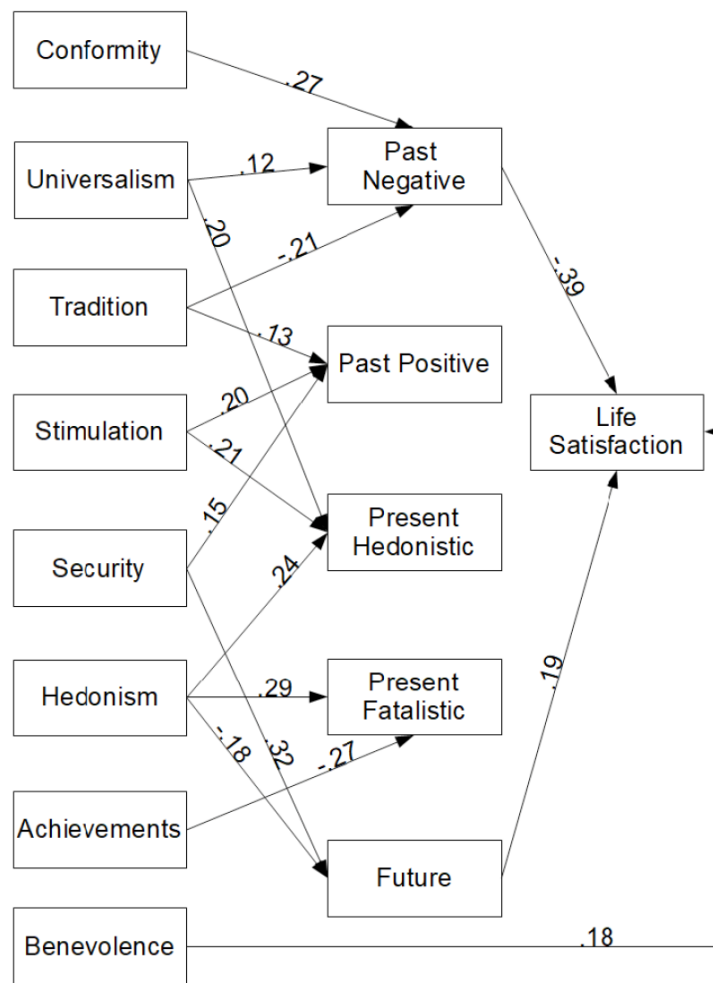 Conformity
.27
Universalism
.12
Past
Negative
.20
-.21
-.39
Tradition
.13
Past Positive
.20
Stimulation
Life
Satisfaction
.21
.15
Present
Hedonistic
Security
.24
Hedonism
.29
Present
Fatalistic
.19
-.18
.32
-.27
Achievements
Future
Benevolence
.18